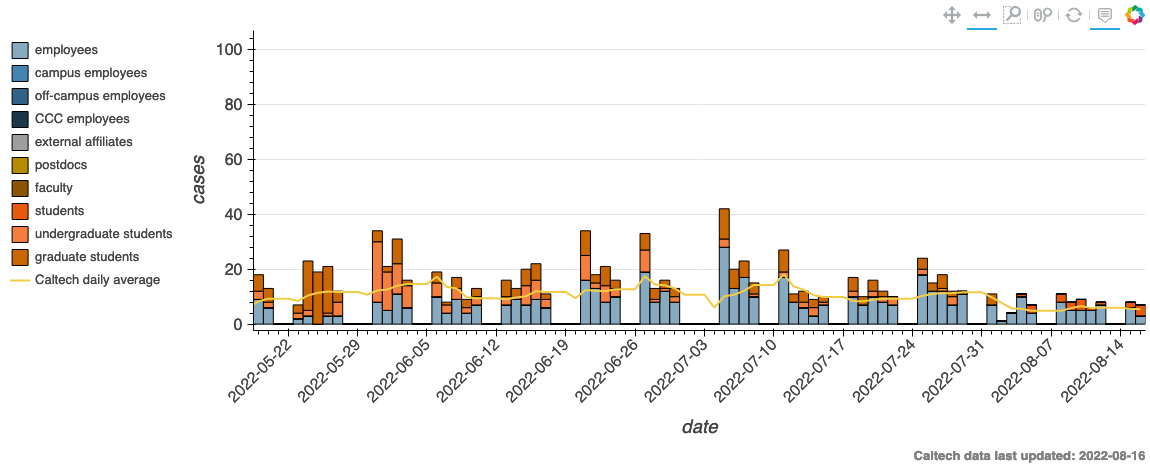 employees
campus employees
off-campus employees
CCC employees
external affiliates
postdocs
faculty
students
undergraduate students
graduate students
Caltech daily average
cases
100
80
60
40
20
0
2022-05-22
2022-05-29
2022-06-05
2022-06-12
2022-06-19
2022-06-26
2022-07-03
2022-07-10
2022-07-17
2022-07-24
2022-07-31
2022-08-07
2022-08-14
date
Caltech data last updated: 2022-08-16